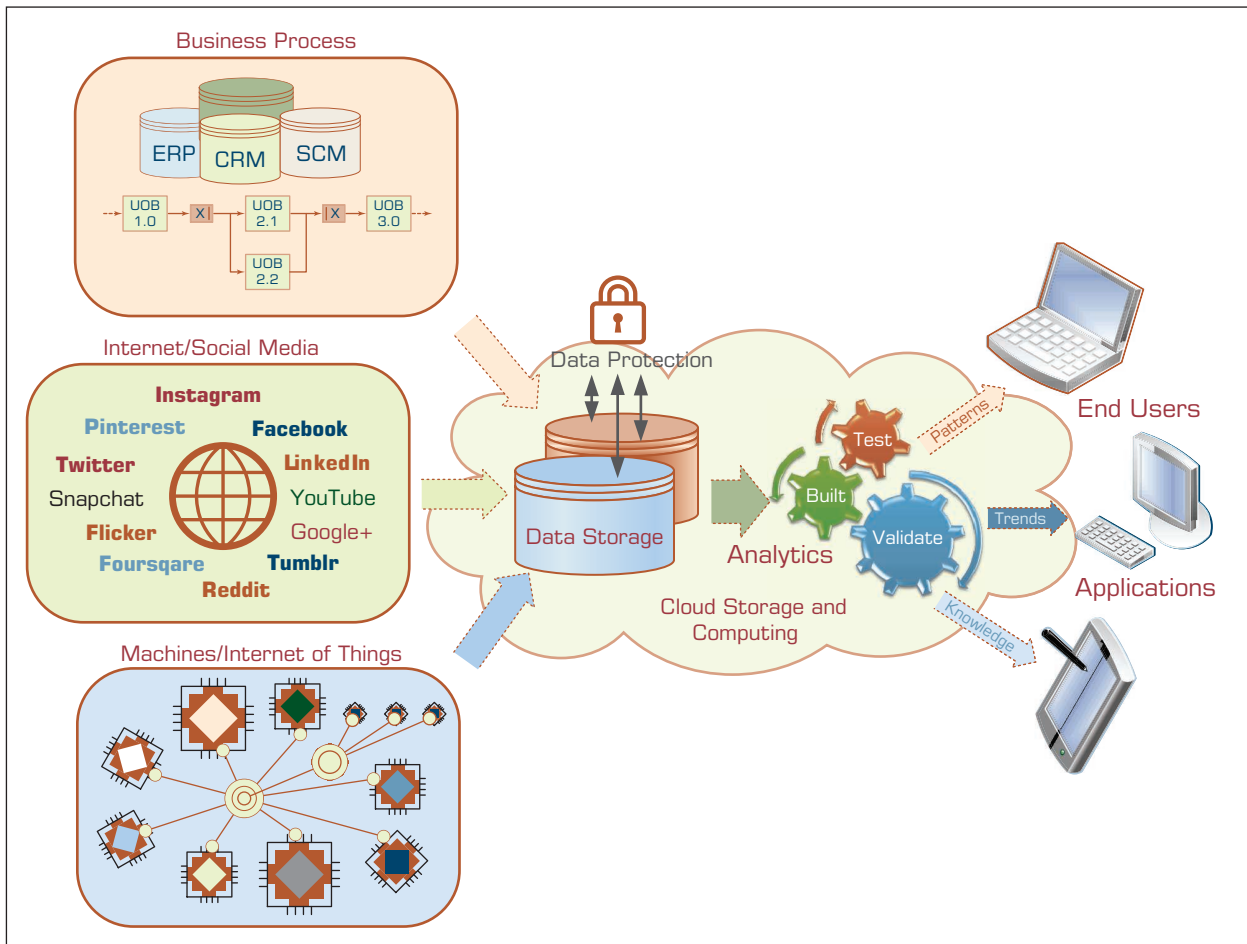 Business Process
ERP
CRM
SCM
UOB
1.0
X
UOB
2.1
X
UOB
3.0
UOB
2.2
Internet/Social Media
Instagram
Pinterest
Facebook
Twitter
LinkedIn
Snapchat
YouTube
Flicker
Google+
Foursqare
Tumblr
Reddit
Machines/Internet of Things
Data Protection
Data Storage
Analytics
Test
Built
Validate
Cloud Storage and
Computing
Patterns
Trends
Knowledge
End Users
Applications